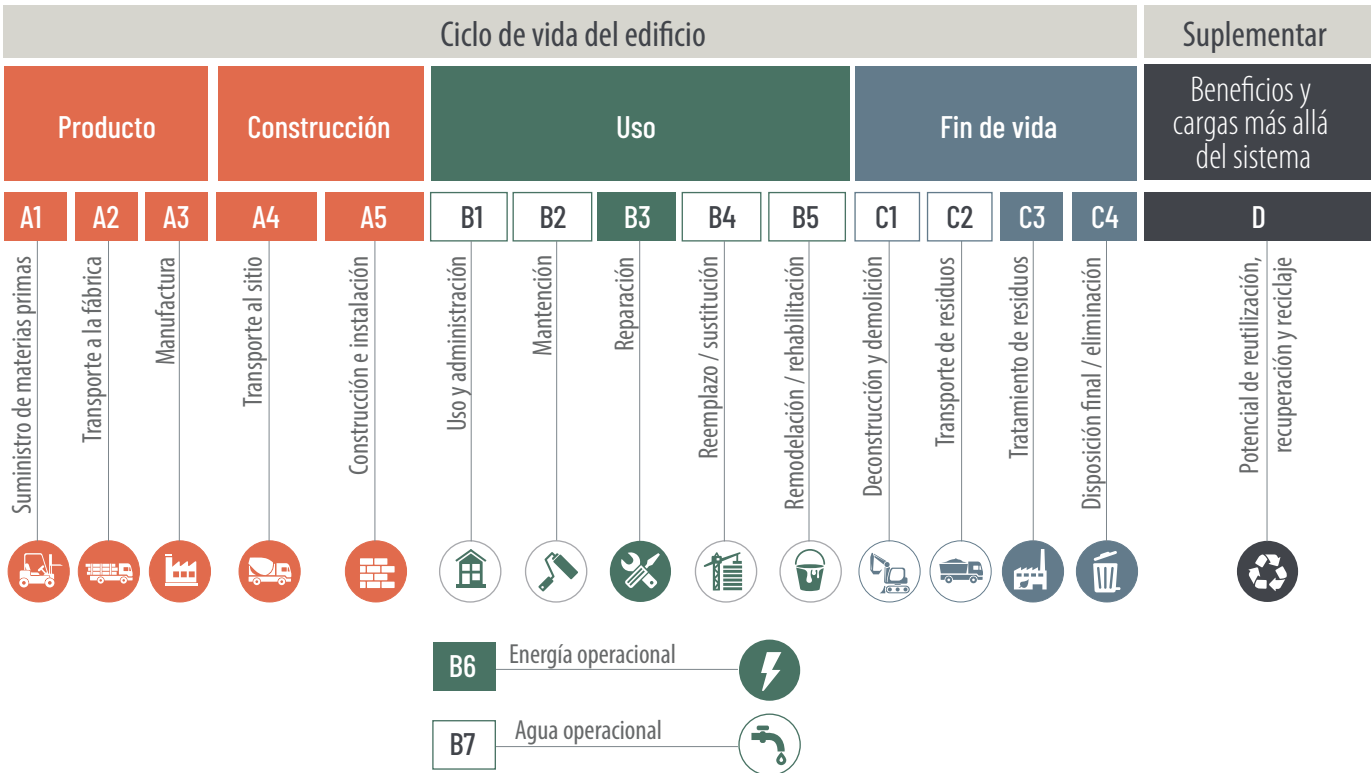 Ciclo de vida del edificio
Suplementar
Producto
Construcción
Uso
Fin de vida
Beneficios y
cargas más allá
del sistema
A1
A2
A3
A4
A5
B1
B2
B3
B4
B5
C1
C2
C3
C4
D
Suministro de materias primas
Transporte a la fábrica
Manufactura
Transporte al sitio
Construcción e instalación
Uso y administración
Mantención
Reparación
Reemplazo / sustitución
Remodelación / rehabilitación
Deconstrucción y demolición
Transporte de residuos
Tratamiento de residuos
Disposición final / eliminación
Potencial de reutilización,
recuperación y reciclaje
B6
Energía operacional
B7
Agua operacional